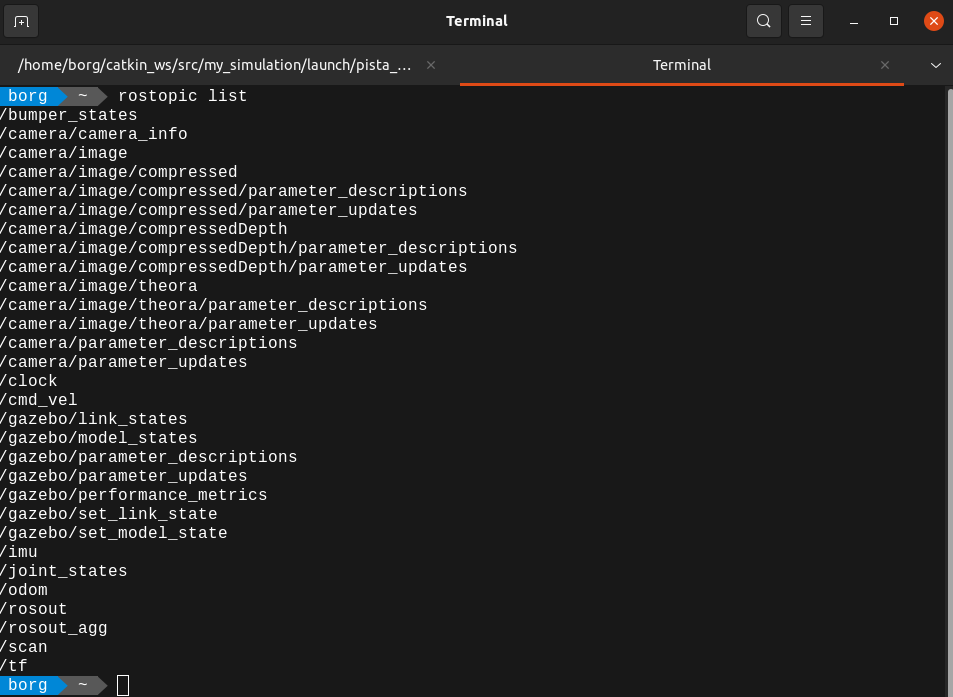 Terminal
/home/borg/catkin_ws/src/my_simulation/launch/pista_...
Terminal
borg ~ rostopic list
/bumper_states
/camera/camera_info
/camera/image
/camera/image/compressed
/camera/image/compressed/parameter_descriptions
/camera/image/compressed/parameter_updates
/camera/image/compressedDepth
/camera/image/compressedDepth/parameter_descriptions
/camera/image/compressedDepth/parameter_updates
/camera/image/theora
/camera/image/theora/parameter_descriptions
/camera/image/theora/parameter_updates
/camera/parameter_descriptions
/camera/parameter_updates
/clock
/cmd_vel
/gazebo/link_states
/gazebo/model_states
/gazebo/parameter_descriptions
/gazebo/parameter_updates
/gazebo/performance_metrics
/gazebo/set_link_state
/gazebo/set_model_state
/imu
/joint_states
/odom
/rosout
/rosout_agg
/scan
/tf
borg ~